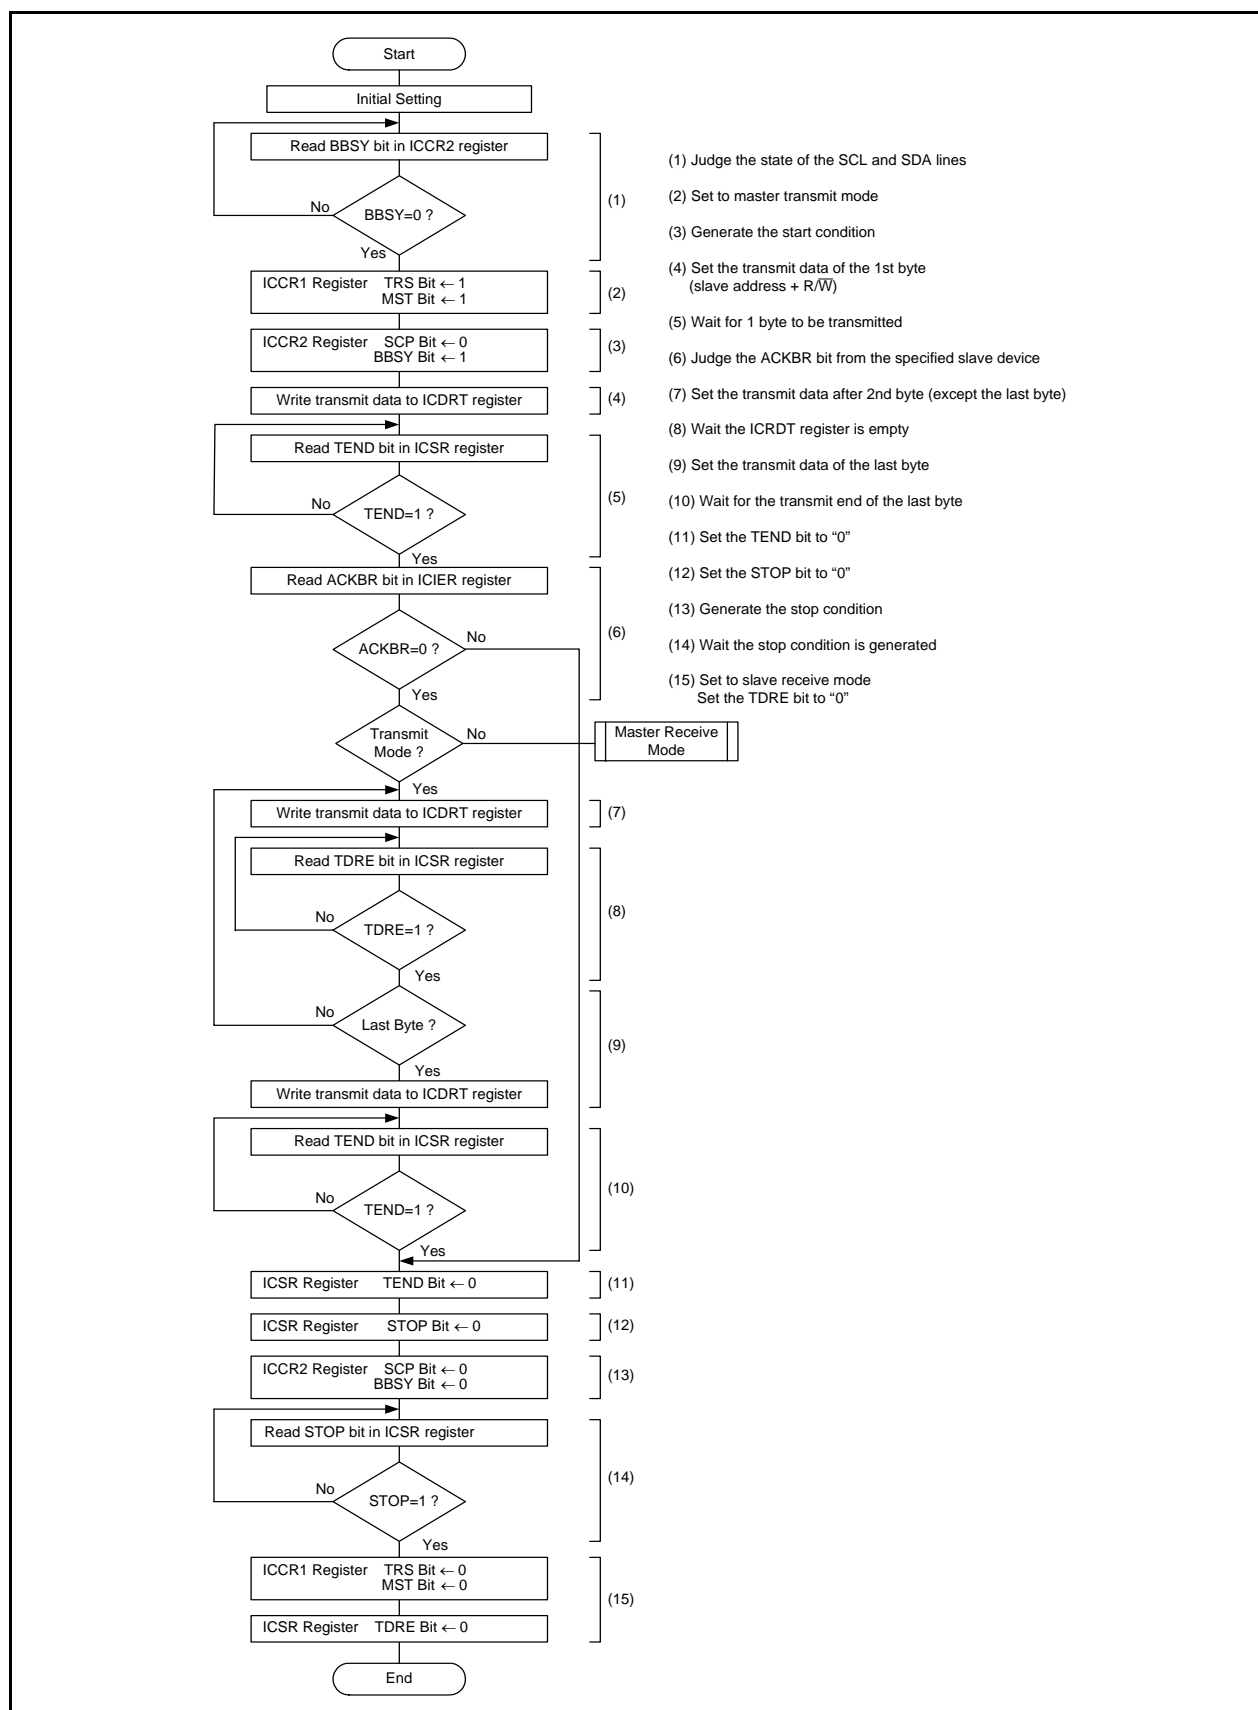 Start
Initial Setting
Read BBSY bit in ICCR2 register
BBSY=0 ?
No
Yes
(1)
ICCR1 Register TRS Bit ← 1
MST Bit ← 1
(2)
ICCR2 Register SCP Bit ← 0
BBSY Bit ← 1
(3)
Write transmit data to ICDRT register
(4)
Read TEND bit in ICSR register
TEND=1 ?
No
Yes
(5)
Read ACKBR bit in ICIER register
ACKBR=0 ?
No
Yes
(6)
Transmit
Mode ?
No
Yes
Master Receive
Mode
Write transmit data to ICDRT register
(7)
Read TDRE bit in ICSR register
TDRE=1 ?
No
Yes
(8)
Last Byte ?
No
Yes
(9)
Write transmit data to ICDRT register
Read TEND bit in ICSR register
TEND=1 ?
No
Yes
(10)
ICSR Register TEND Bit ← 0
(11)
ICSR Register STOP Bit ← 0
(12)
ICCR2 Register SCP Bit ← 0
BBSY Bit ← 0
(13)
Read STOP bit in ICSR register
STOP=1 ?
No
Yes
(14)
ICCR1 Register TRS Bit ← 0
MST Bit ← 0
(15)
ICSR Register TDRE Bit ← 0
End
(1) Judge the state of the SCL and SDA lines
(2) Set to master transmit mode
(3) Generate the start condition
(4) Set the transmit data of the 1st byte
(slave address + R/W̅)
(5) Wait for 1 byte to be transmitted
(6) Judge the ACKBR bit from the specified slave device
(7) Set the transmit data after 2nd byte (except the last byte)
(8) Wait the ICRDT register is empty
(9) Set the transmit data of the last byte
(10) Wait for the transmit end of the last byte
(11) Set the TEND bit to “0”
(12) Set the STOP bit to “0”
(13) Generate the stop condition
(14) Wait the stop condition is generated
(15) Set to slave receive mode
Set the TDRE bit to “0”